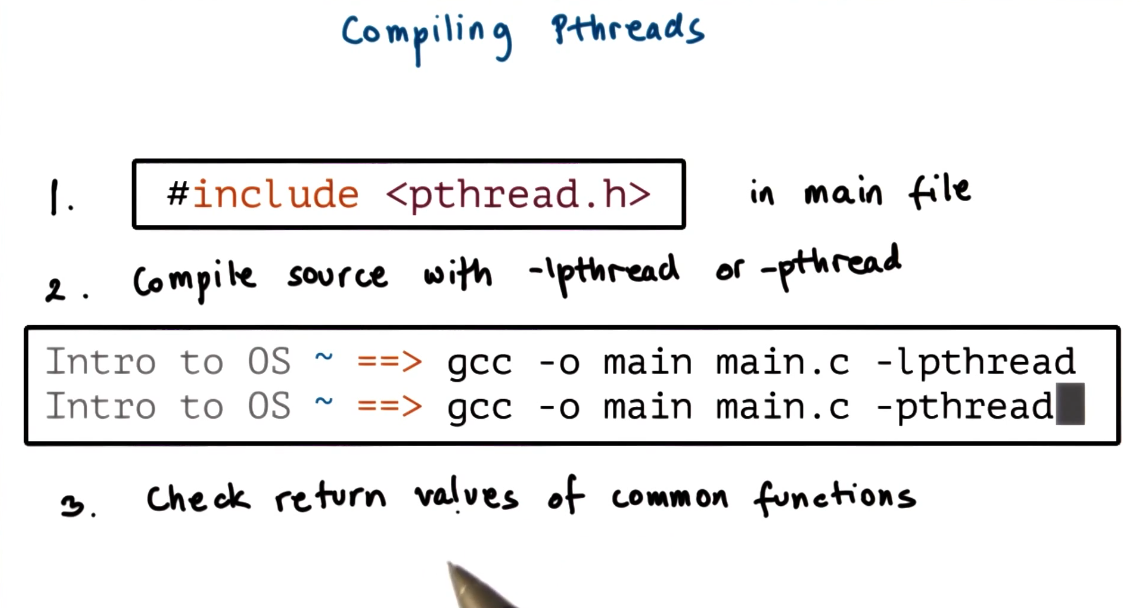 Compiling Pthreads
1. #include <pthread.h> in main file
2. Compile source with -lpthread or -pthread
Intro to OS ~ ==> gcc -o main main.c -lpthread
Intro to OS ~ ==> gcc -o main main.c -pthread
3. Check return values of common functions